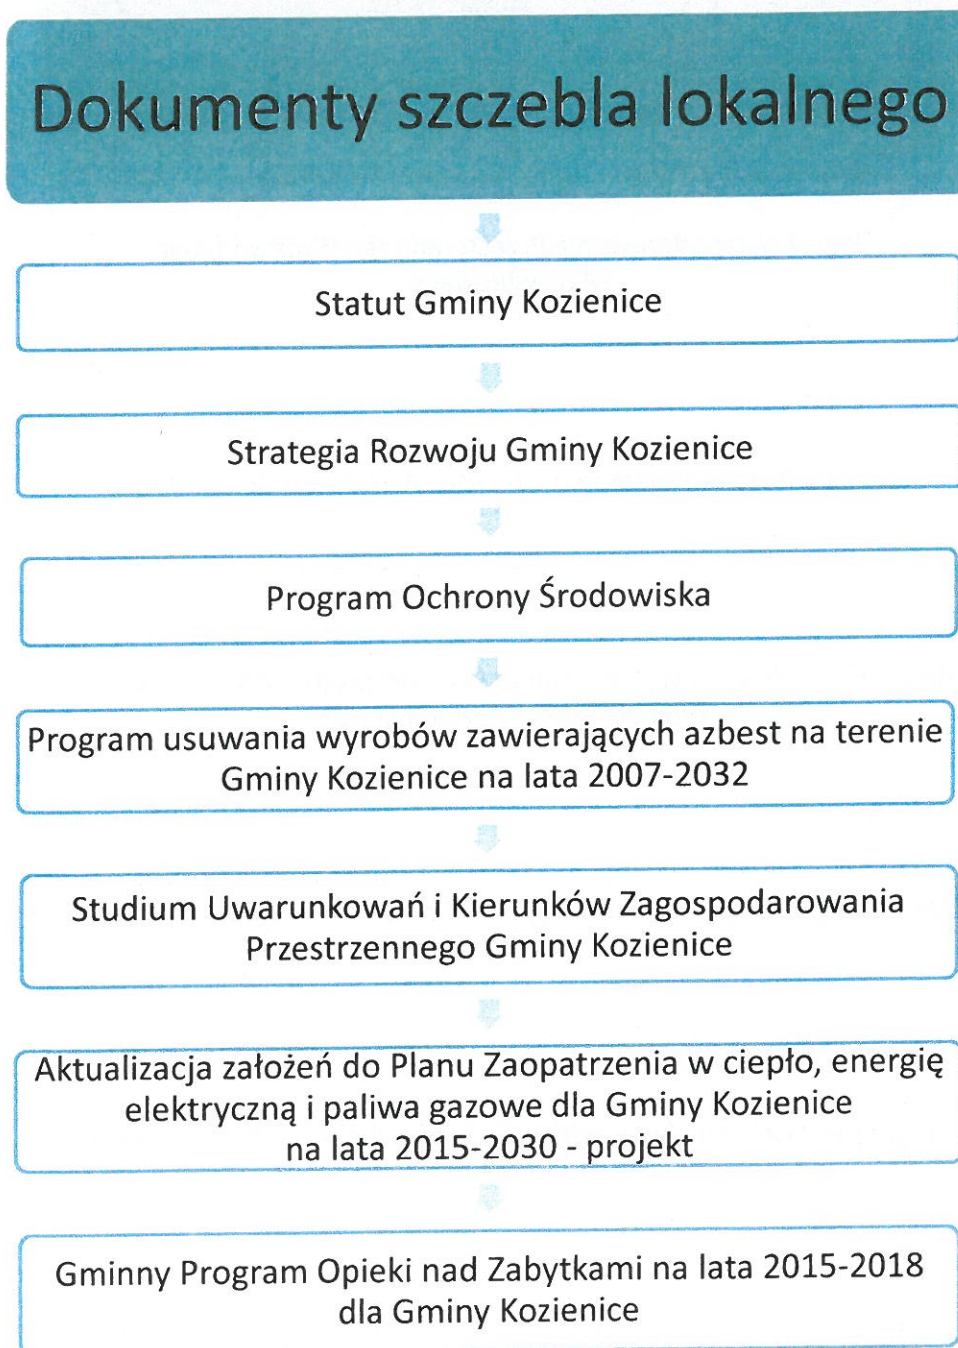 Dokumenty szczebla lokalnego
Statut Gminy Kozienice
Strategia Rozwoju Gminy Kozienice
Program Ochrony Środowiska
Program usuwania wyrobów zawierających azbest na terenie
Gminy Kozienice na lata 2007-2032
Studium Uwarunkowań i Kierunków Zagospodarowania
Przestrzennego Gminy Kozienice
Aktualizacja założeń do Planu Zaopatrzenia w ciepło, energię
elektryczną i paliwa gazowe dla Gminy Kozienice
na lata 2015-2030 - projekt
Gminny Program Opieki nad Zabytkami na lata 2015-2018
dla Gminy Kozienice